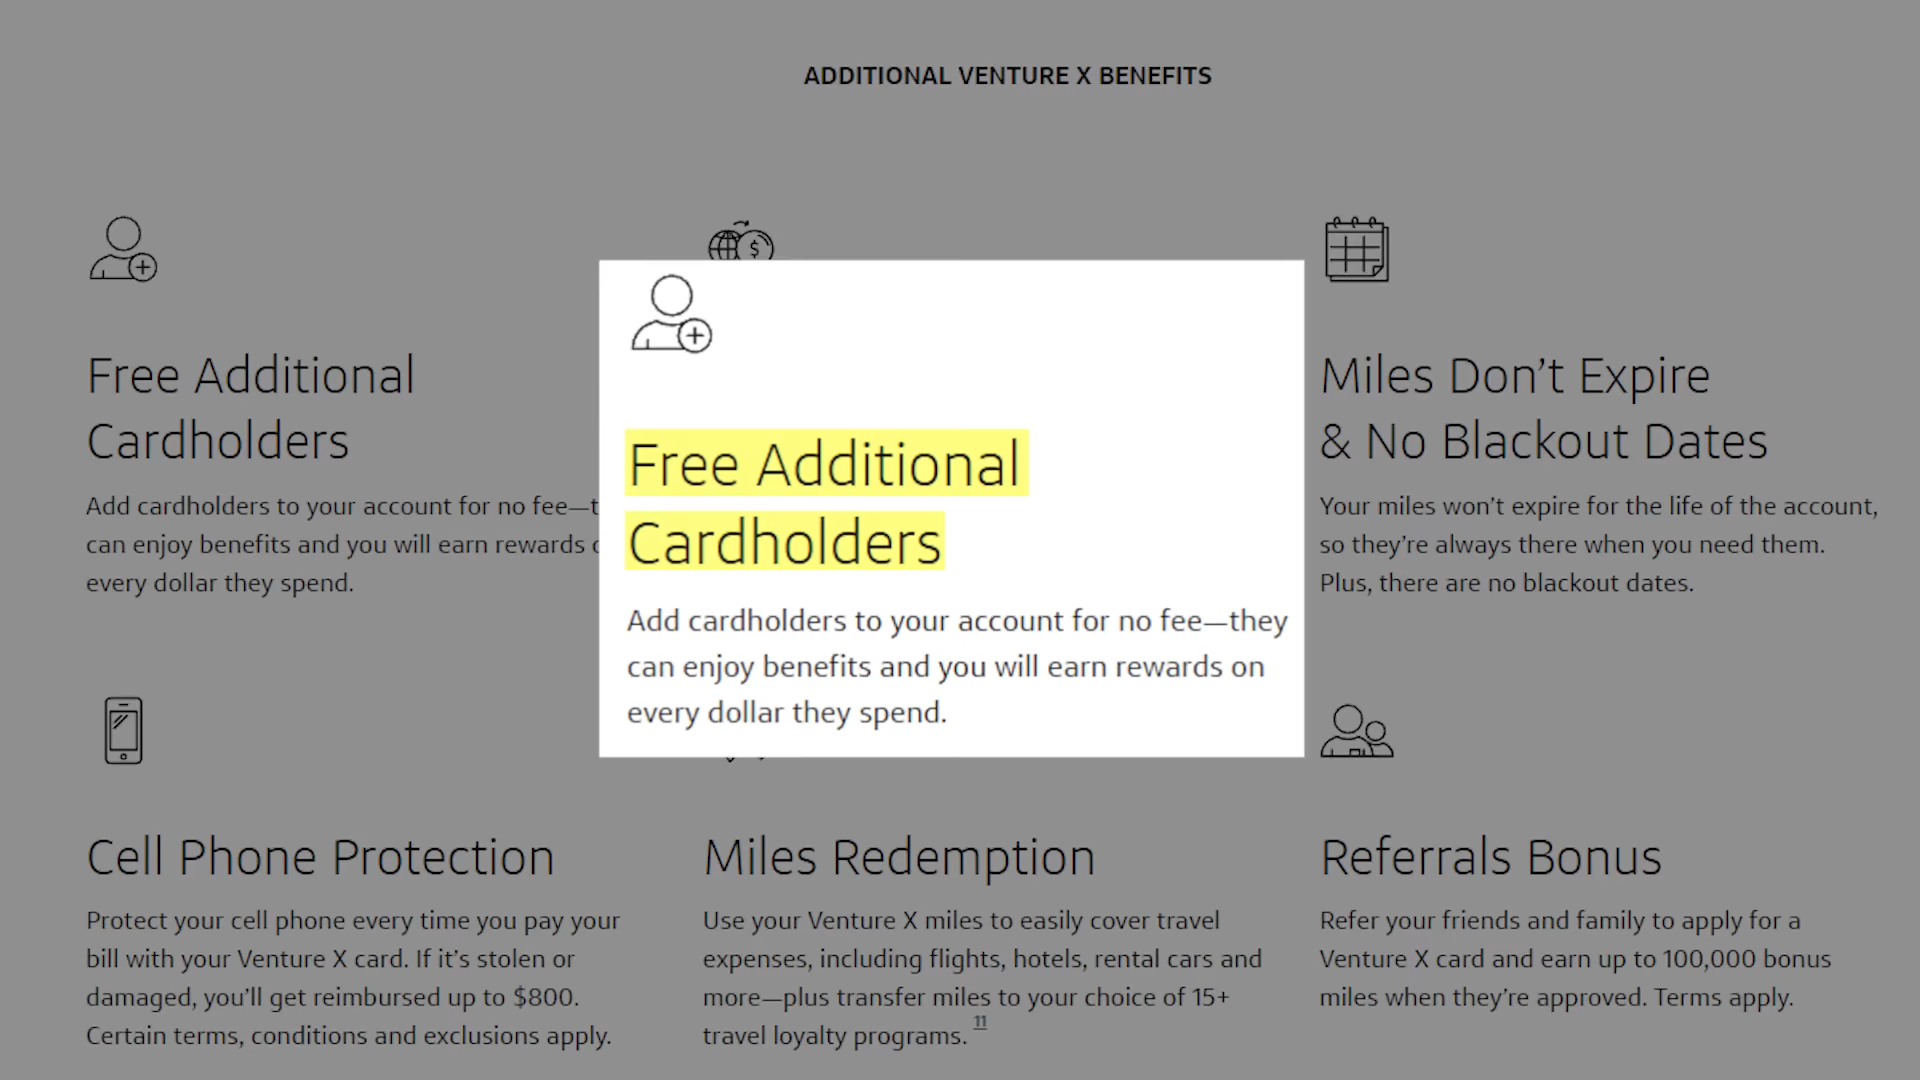 ADDITIONAL VENTURE X BENEFITS
Free Additional
Cardholders
Add cardholders to your account for no fee—t
can enjoy benefits and you will earn rewards
every dollar they spend.
Free Additional
Cardholders
Add cardholders to your account for no fee—they
can enjoy benefits and you will earn rewards on
every dollar they spend.
Miles Don’t Expire
& No Blackout Dates
Your miles won’t expire for the life of the account,
so they’re always there when you need them.
Plus, there are no blackout dates.
Cell Phone Protection
Protect your cell phone every time you pay your
bill with your Venture X card. If it’s stolen or
damaged, you’ll get reimbursed up to $800.
Certain terms, conditions and exclusions apply.
Miles Redemption
Use your Venture X miles to easily cover travel
expenses, including flights, hotels, rental cars and
more—plus transfer miles to your choice of 15+
travel loyalty programs. 11
Referrals Bonus
Refer your friends and family to apply for a
Venture X card and earn up to 100,000 bonus
miles when they’re approved. Terms apply.